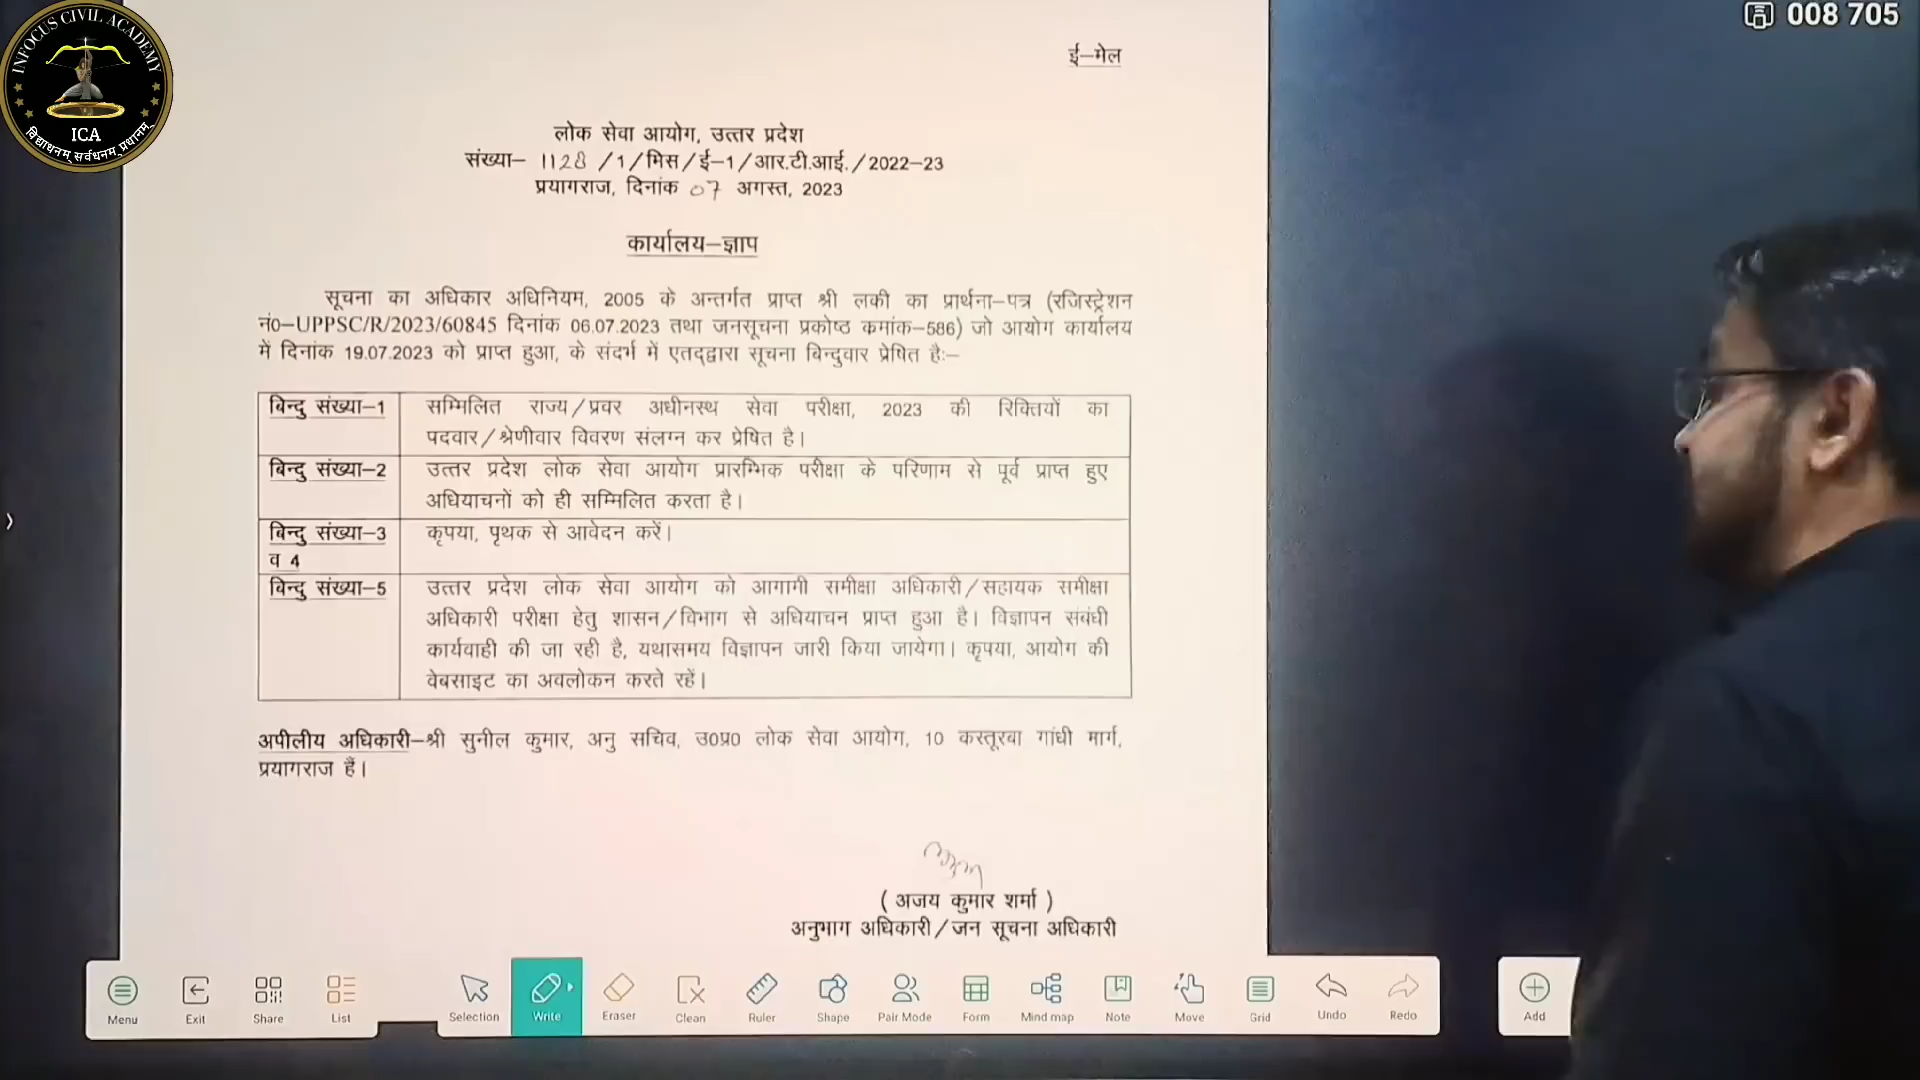 INFOCUS CIVIL ACADEMY
ICA
विद्याधनम् सर्वधनम् प्रधानम्
008 705
ई–मेल
लोक सेवा आयोग, उत्तर प्रदेश
संख्या– 1128 /1/मिस/ई–1/आर.टी.आई./2022–23
प्रयागराज, दिनांक 07 अगस्त, 2023
कार्यालय–ज्ञाप
सूचना का अधिकार अधिनियम, 2005 के अन्तर्गत प्राप्त श्री लकी का प्रार्थना–पत्र (रजिस्ट्रेशन
नं0–UPPSC/R/2023/60845 दिनांक 06.07.2023 तथा जनसूचना प्रकोष्ठ कमांक–586) जो आयोग कार्यालय
में दिनांक 19.07.2023 को प्राप्त हुआ, के संदर्भ में एतद्द्वारा सूचना बिन्दुवार प्रेषित है:–
बिन्दु संख्या–1 सम्मिलित राज्य/प्रवर अधीनस्थ सेवा परीक्षा, 2023 की रिक्तियों का
पदवार/श्रेणीवार विवरण संलग्न कर प्रेषित है।
बिन्दु संख्या–2 उत्तर प्रदेश लोक सेवा आयोग प्रारम्भिक परीक्षा के परिणाम से पूर्व प्राप्त हुए
अधियाचनों को ही सम्मिलित करता है।
बिन्दु संख्या–3 कृपया, पृथक से आवेदन करें।
व 4
बिन्दु संख्या–5 उत्तर प्रदेश लोक सेवा आयोग को आगामी समीक्षा अधिकारी/सहायक समीक्षा
अधिकारी परीक्षा हेतु शासन/विभाग से अधियाचन प्राप्त हुआ है। विज्ञापन संबंधी
कार्यवाही की जा रही है, यथासमय विज्ञापन जारी किया जायेगा। कृपया, आयोग की
वेबसाइट का अवलोकन करते रहें।
अपीलीय अधिकारी–श्री सुनील कुमार, अनु सचिव, उ0प्र0 लोक सेवा आयोग, 10 कस्तूरबा गांधी मार्ग,
प्रयागराज हैं।
( अजय कुमार शर्मा )
अनुभाग अधिकारी/जन सूचना अधिकारी
Menu Exit Share List Selection Write Eraser Clean Ruler Shape Pair Mode Form Mind map Note Move Grid Undo Redo Add